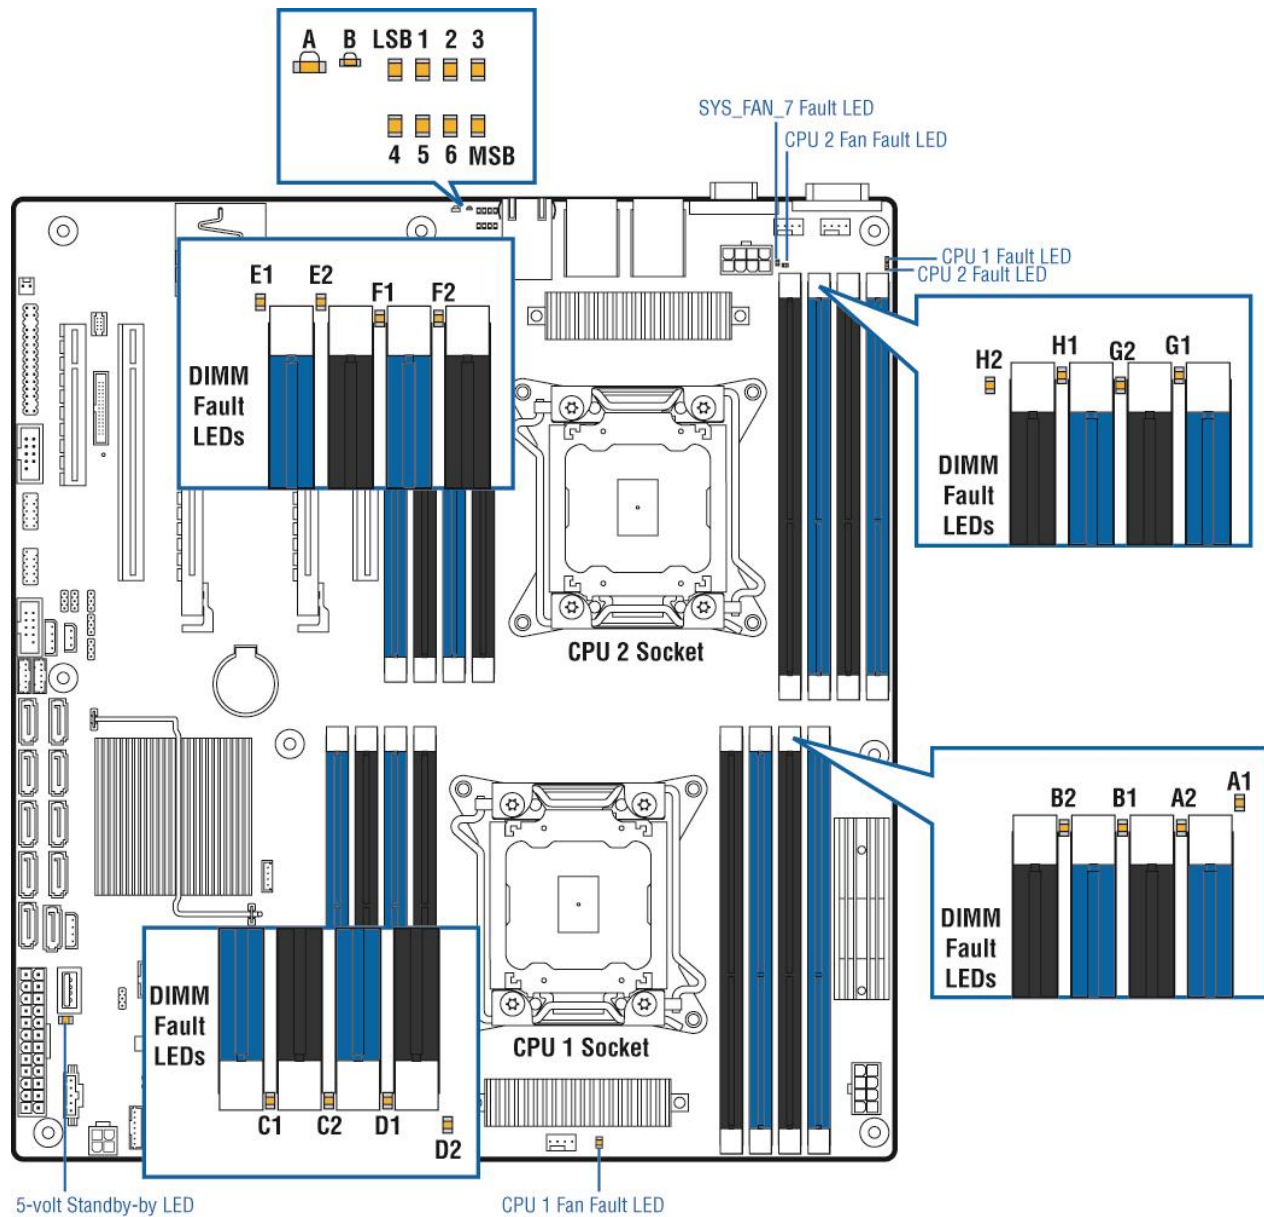 A B LSB 1 2 3
4 5 6 MSB
SYS_FAN_7 Fault LED
CPU 2 Fan Fault LED
CPU 1 Fault LED
CPU 2 Fault LED
E1 E2 F1 F2
DIMM
Fault
LEDs
H2 H1 G2 G1
DIMM
Fault
LEDs
CPU 2 Socket
B2 B1 A2 A1
DIMM
Fault
LEDs
DIMM
Fault
LEDs
C1 C2 D1 D2
CPU 1 Socket
5-volt Standby-by LED
CPU 1 Fan Fault LED